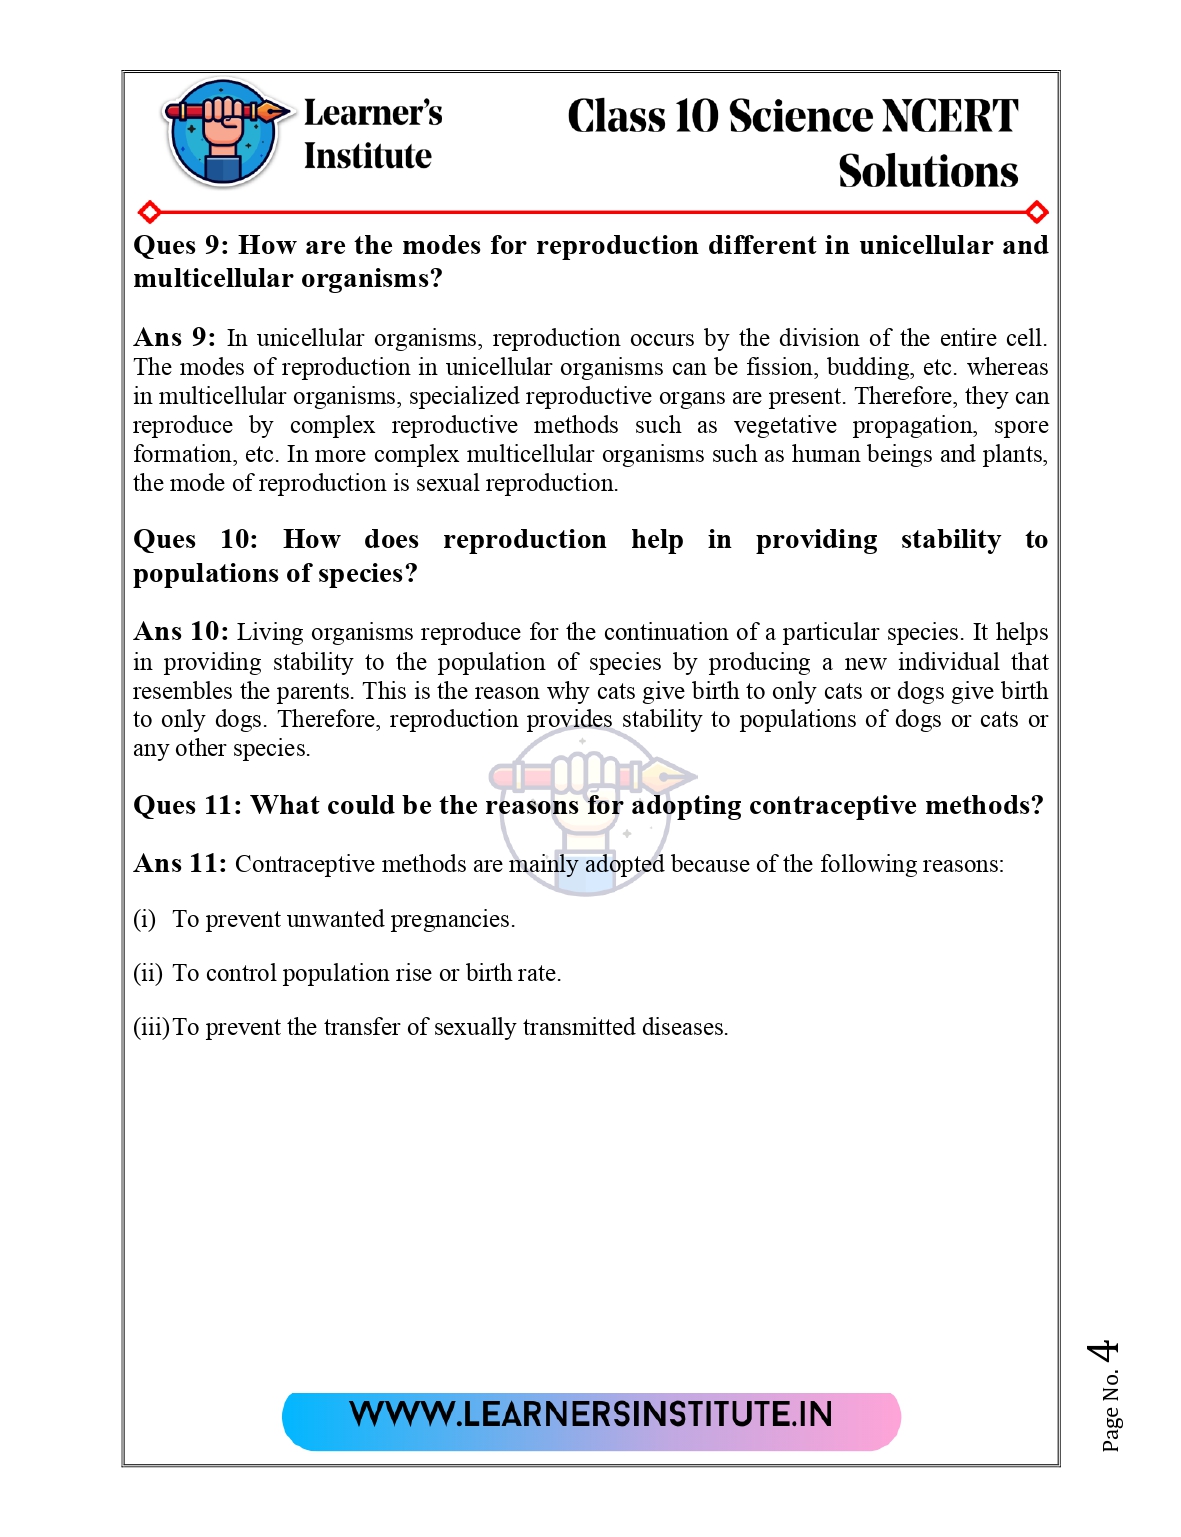 Learner's
Institute
Class 10 Science NCERT
Solutions
Ques 9: How are the modes for reproduction different in unicellular and
multicellular organisms?
Ans 9: In unicellular organisms, reproduction occurs by the division of the entire cell.
The modes of reproduction in unicellular organisms can be fission, budding, etc. whereas
in multicellular organisms, specialized reproductive organs are present. Therefore, they can
reproduce by complex reproductive methods such as vegetative propagation, spore
formation, etc. In more complex multicellular organisms such as human beings and plants,
the mode of reproduction is sexual reproduction.
Ques 10: How does reproduction help in providing stability to
populations of species?
Ans 10: Living organisms reproduce for the continuation of a particular species. It helps
in providing stability to the population of species by producing a new individual that
resembles the parents. This is the reason why cats give birth to only cats or dogs give birth
to only dogs. Therefore, reproduction provides stability to populations of dogs or cats or
any other species.
Ques 11: What could be the reasons for adopting contraceptive methods?
Ans 11: Contraceptive methods are mainly adopted because of the following reasons:
(i) To prevent unwanted pregnancies.
(ii) To control population rise or birth rate.
(iii) To prevent the transfer of sexually transmitted diseases.
WWW.LEARNERSINSTITUTE.IN
Page No. 4